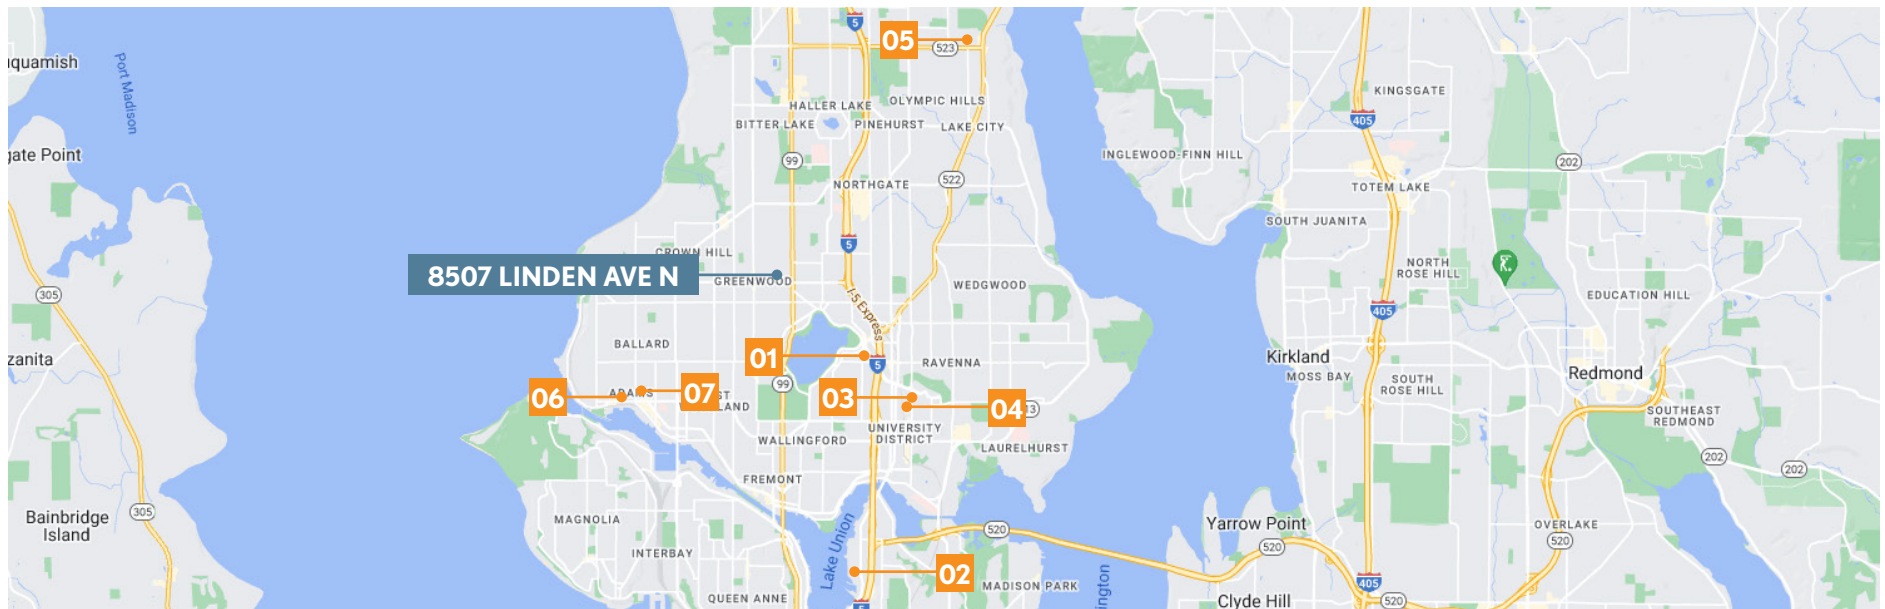 5
05
523
iquamish
Port Madison
KINGSGATE
HALLER LAKE
OLYMPIC HILLS
405
BITTER LAKE
PINEHURST
LAKE CITY
gate Point
INGLEWOOD-FINN HILL
99
202
522
NORTHGATE
TOTEM LAKE
SOUTH JUANITA
5
CROWN HILL
8507 LINDEN AVE N
GREENWOOD
WEDGWOOD
NORTH
ROSE HILL
305
EDUCATION HILL
I-5 Express
405
BALLARD
01
5
RAVENNA
zanita
Kirkland
MOSS BAY
Redmond
99
SOUTH
ROSE HILL
06
ADAMS
07
03
04
13
SOUTHEAST
REDMOND
UNIVERSITY
DISTRICT
WALLINGFORD
LAURELHURST
202
202
FREMONT
Bainbridge
Island
305
MAGNOLIA
Lake Union
520
Yarrow Point
OVERLAKE
520
520
INTERBAY
02
MADISON PARK
ington
405
QUEEN ANNE
5
Clyde Hill
520